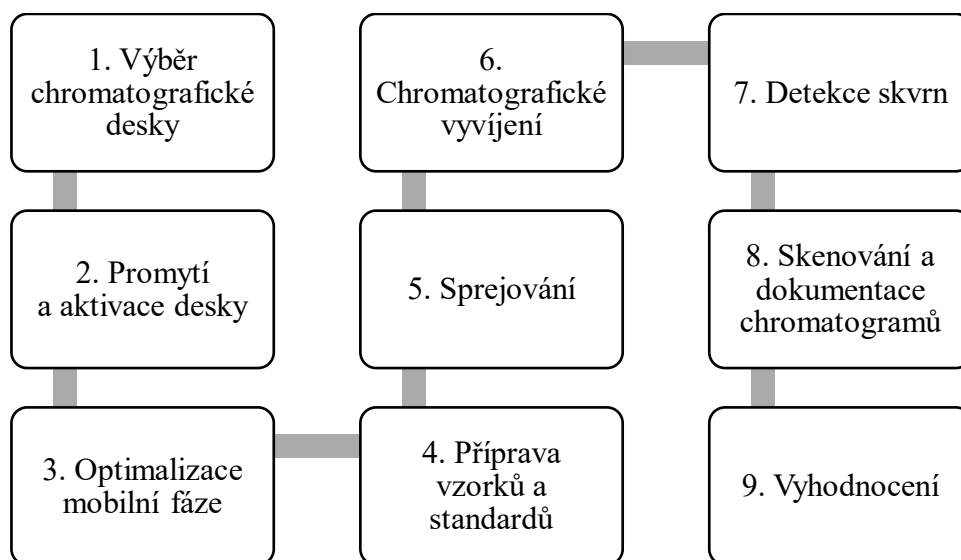 1. Výběr
chromatografické
desky
2. Promytí
a aktivace desky
3. Optimalizace
mobilní fáze
4. Příprava
vzorků a
standardů
5. Sprejování
6.
Chromatografické
vyvíjení
7. Detekce skvrn
8. Skenování a
dokumentace
chromatogramů
9. Vyhodnocení